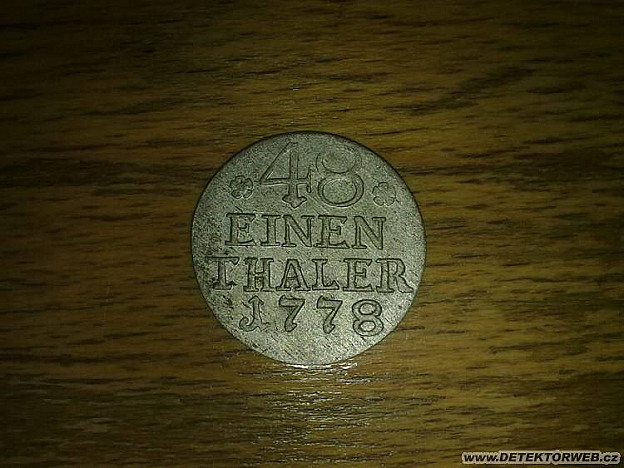 48
EINEN
THALER
1778
www.DETEKTORWEB.cz